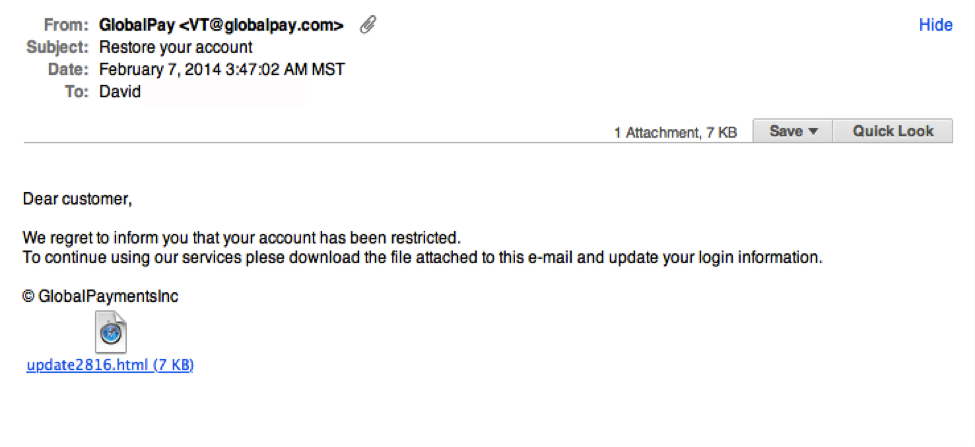 From: GlobalPay <VT@globalpay.com> Hide
Subject: Restore your account
Date: February 7, 2014 3:47:02 AM MST
To: David
1 Attachment, 7 KB Save ▼ Quick Look
Dear customer,
We regret to inform you that your account has been restricted.
To continue using our services plese download the file attached to this e-mail and update your login information.
© GlobalPaymentsInc
update2816.html (7 KB)